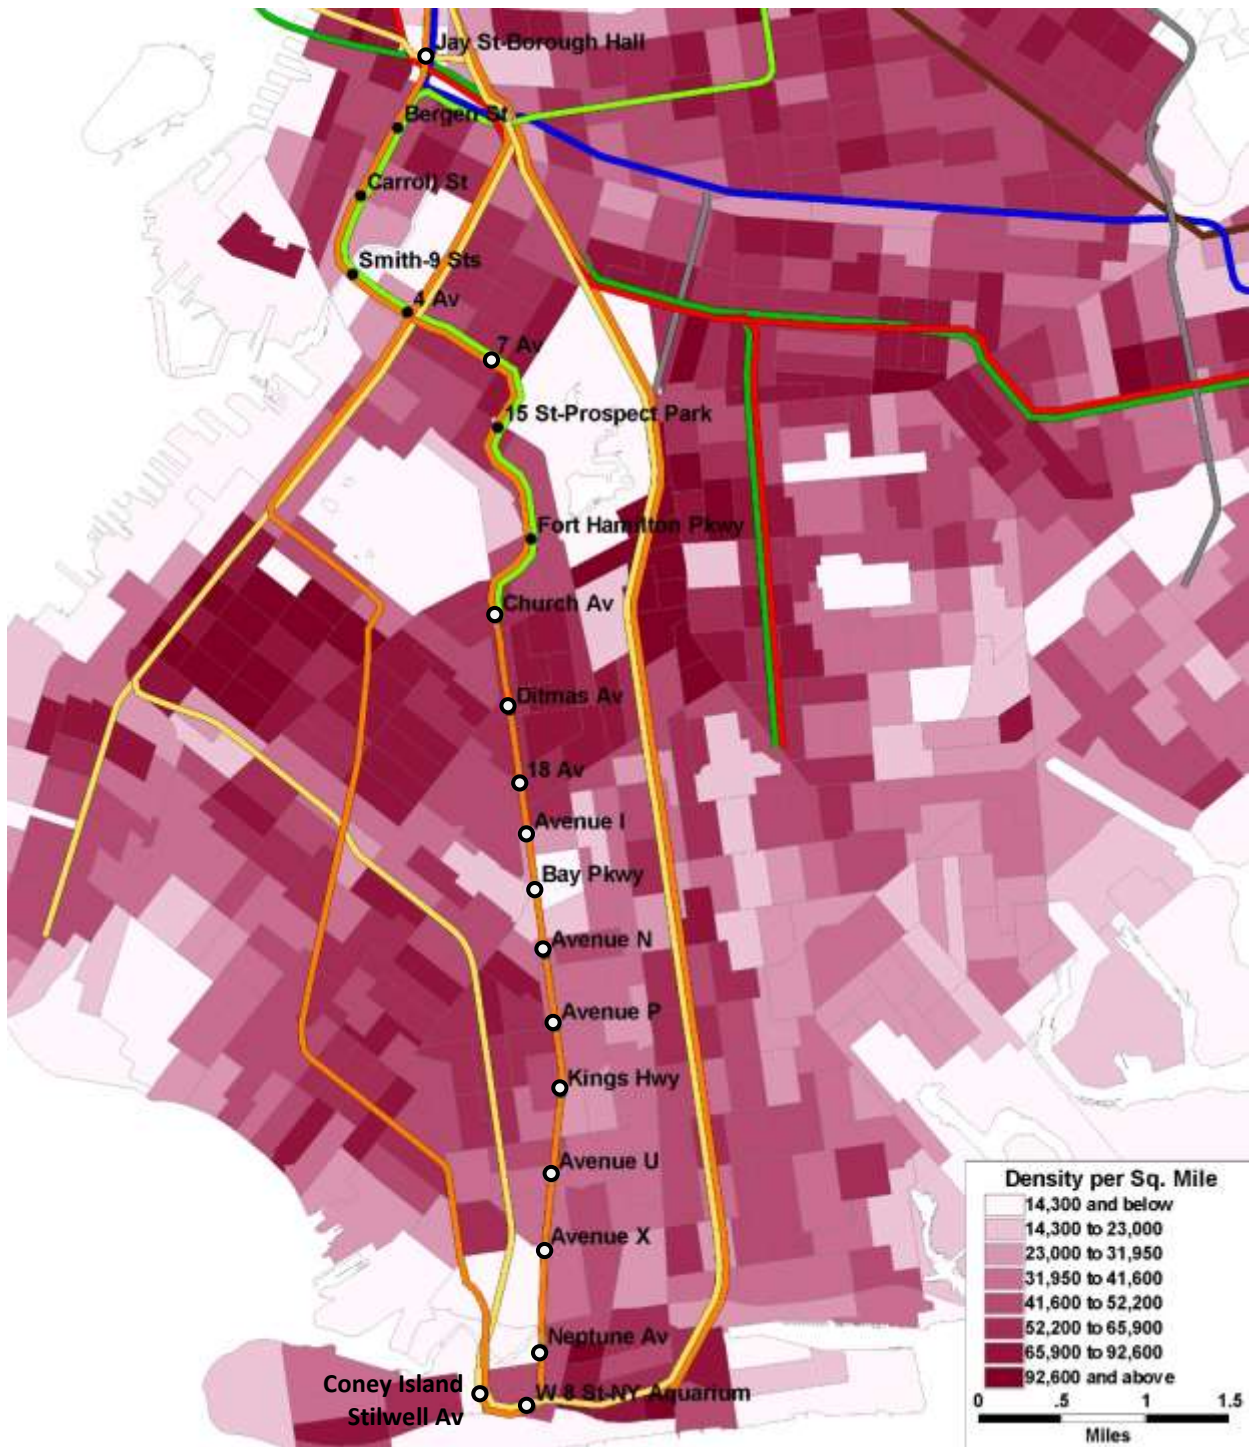 Jay St-Borough Hall
Bergen St
Carroll St
Smith-9 Sts
4 Av
7 Av
15 St-Prospect Park
Fort Hamilton Pkwy
Church Av
Ditmas Av
18 Av
Avenue I
Bay Pkwy
Avenue N
Avenue P
Kings Hwy
Avenue U
Avenue X
Neptune Av
Coney Island
Stilwell Av
W 8 St-NY Aquarium
Density per Sq. Mile
14,300 and below
14,300 to 23,000
23,000 to 31,950
31,950 to 41,600
41,600 to 52,200
52,200 to 65,900
65,900 to 92,600
92,600 and above
0 .5 1 1.5
Miles